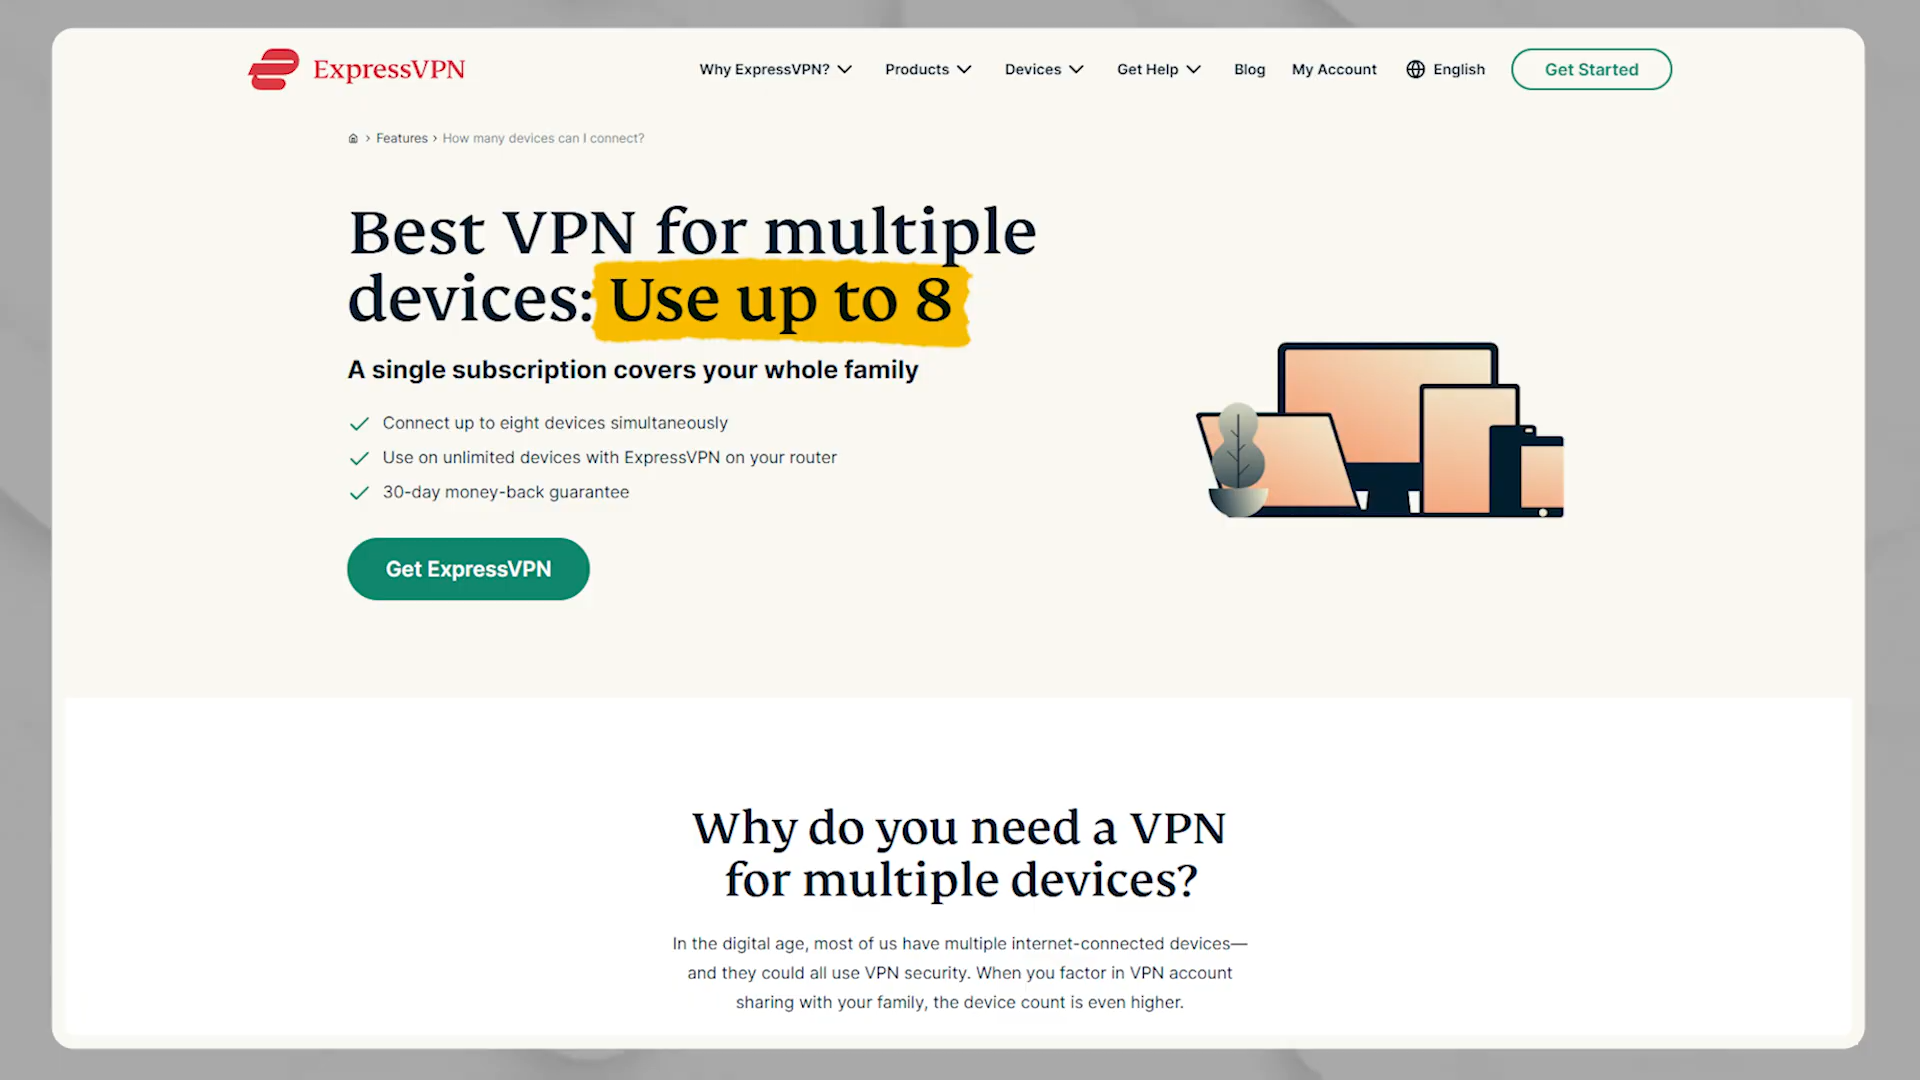 ExpressVPN
Why ExpressVPN? Products Devices Get Help Blog My Account English Get Started
Features › How many devices can I connect?
Best VPN for multiple
devices: Use up to 8
A single subscription covers your whole family
Connect up to eight devices simultaneously
Use on unlimited devices with ExpressVPN on your router
30-day money-back guarantee
Get ExpressVPN
Why do you need a VPN
for multiple devices?
In the digital age, most of us have multiple internet-connected devices—
and they could all use VPN security. When you factor in VPN account
sharing with your family, the device count is even higher.